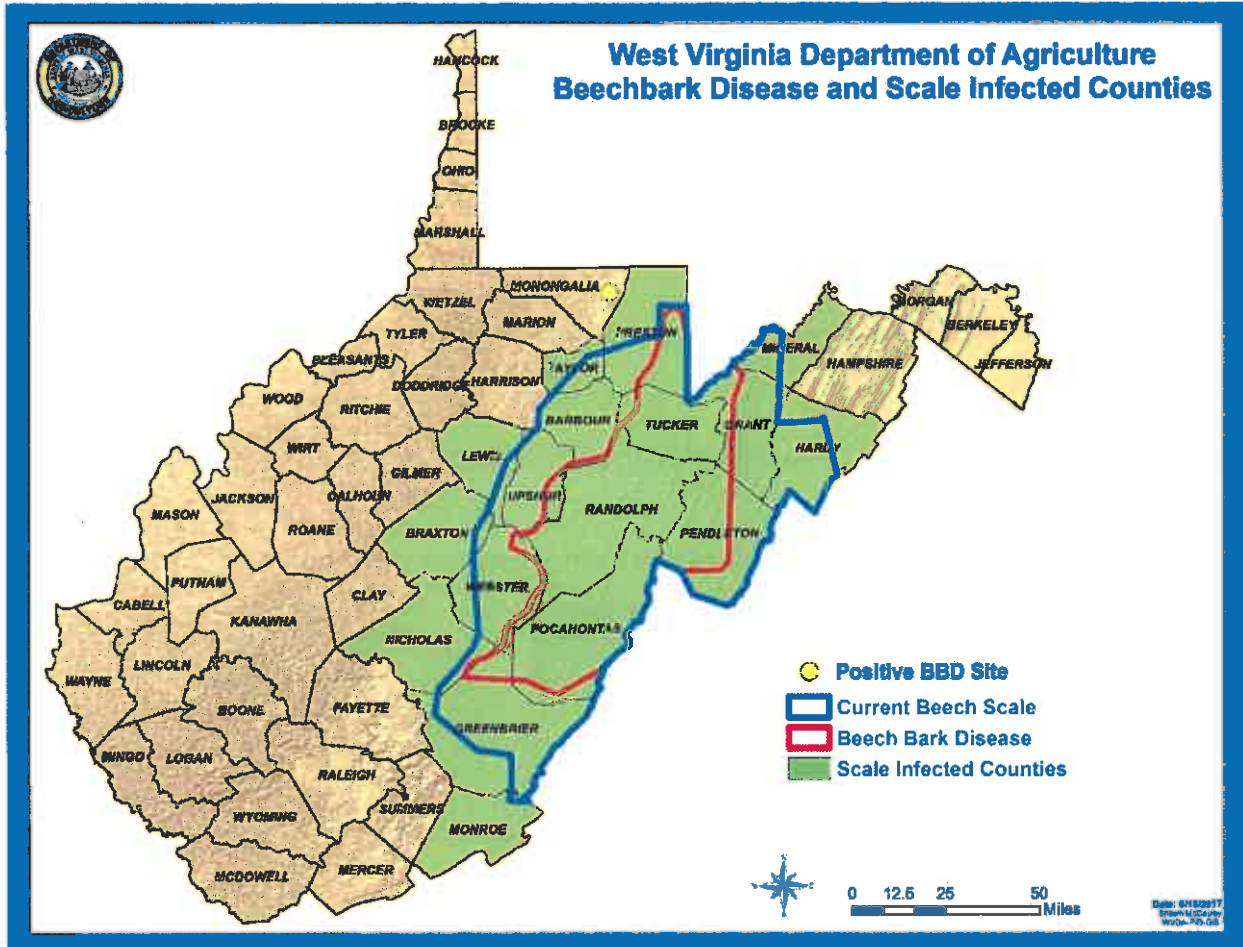 West Virginia Department of Agriculture
Beechbark Disease and Scale Infected Counties
HANCOCK
BROOKE
OHIO
MARSHALL
MONONGALIA
WETZEL
MARION
MORGAN
BERKELEY
JEFFERSON
PRESTON
MINERAL
HAMPSHIRE
TYLER
PLEASANTS
DODDRIDGE
HARRISON
TAYLOR
WOOD
RITCHIE
BARBOUR
TUCKER
GRANT
HARDY
WIRT
GILMER
LEWIS
JACKSON
CALHOUN
UPSHUR
RANDOLPH
MASON
ROANE
BRAXTON
PENDLETON
PUTNAM
CLAY
WEBSTER
CABELL
KANAWHA
NICHOLAS
POCAHONTAS
LINCOLN
WAYNE
BOONE
FAYETTE
GREENBRIER
MINGO
LOGAN
RALEIGH
SUMMERS
WYOMING
MONROE
MCDOWELL
MERCER
Positive BBD Site
Current Beech Scale
Beech Bark Disease
Scale Infected Counties
0 12.5 25 50
Miles